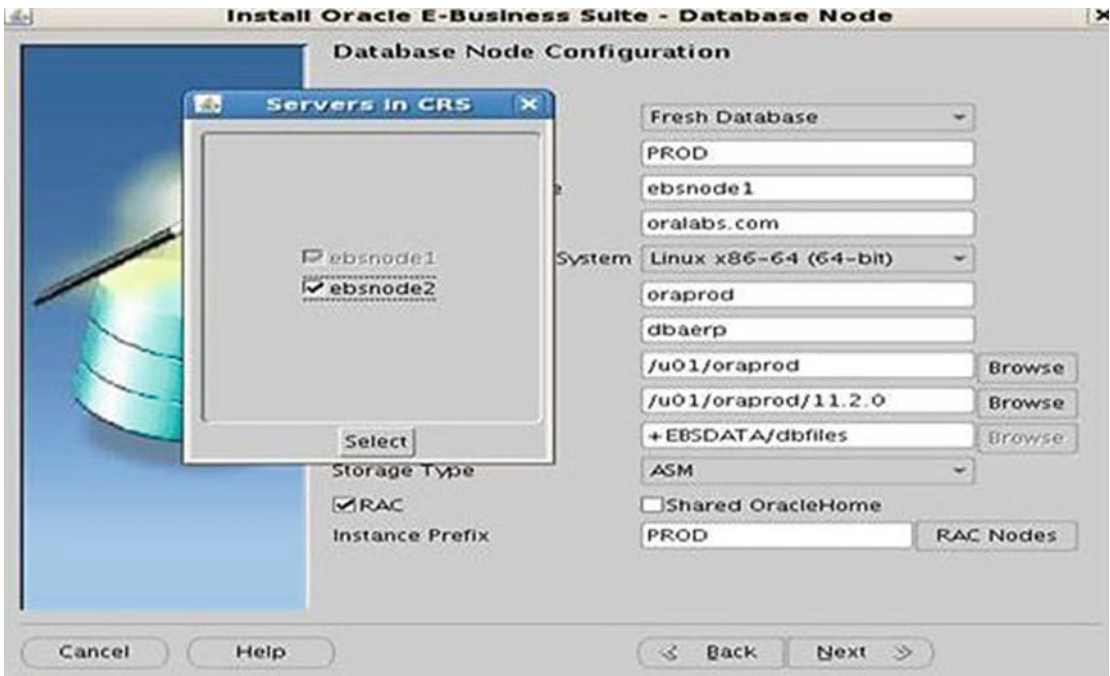 Install Oracle E-Business Suite - Database Node
Database Node Configuration
Servers in CRS
ebsnode1
ebsnode2
Select
Fresh Database
PROD
ebsnode1
oralabs.com
System Linux x86-64 (64-bit)
oraprod
dbaerp
/u01/oraprod Browse
/u01/oraprod/11.2.0 Browse
+EBSDATA/dbfiles Browse
Storage Type ASM
RAC Shared OracleHome
Instance Prefix PROD RAC Nodes
Cancel Help Back Next